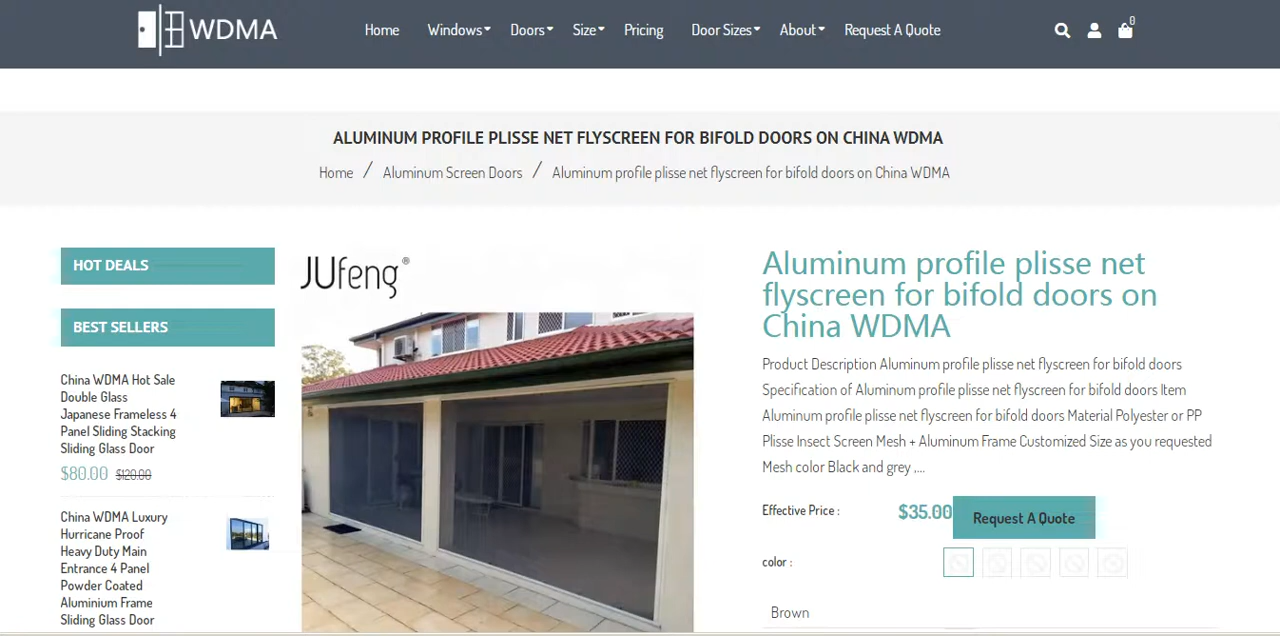 WDMA
Home Windows Doors Size Pricing Door Sizes About Request A Quote
0
ALUMINUM PROFILE PLISSE NET FLYSCREEN FOR BIFOLD DOORS ON CHINA WDMA
Home / Aluminum Screen Doors / Aluminum profile plisse net flyscreen for bifold doors on China WDMA
HOT DEALS
BEST SELLERS
China WDMA Hot Sale
Double Glass
Japanese Frameless 4
Panel Sliding Stacking
Sliding Glass Door
$80.00 $120.00
China WDMA Luxury
Hurricane Proof
Heavy Duty Main
Entrance 4 Panel
Powder Coated
Aluminium Frame
Sliding Glass Door
JUfeng®
Aluminum profile plisse net
flyscreen for bifold doors on
China WDMA
Product Description Aluminum profile plisse net flyscreen for bifold doors
Specification of Aluminum profile plisse net flyscreen for bifold doors Item
Aluminum profile plisse net flyscreen for bifold doors Material Polyester or PP
Plisse Insect Screen Mesh + Aluminum Frame Customized Size as you requested
Mesh color Black and grey ,...
Effective Price : $35.00 Request A Quote
color :
Brown